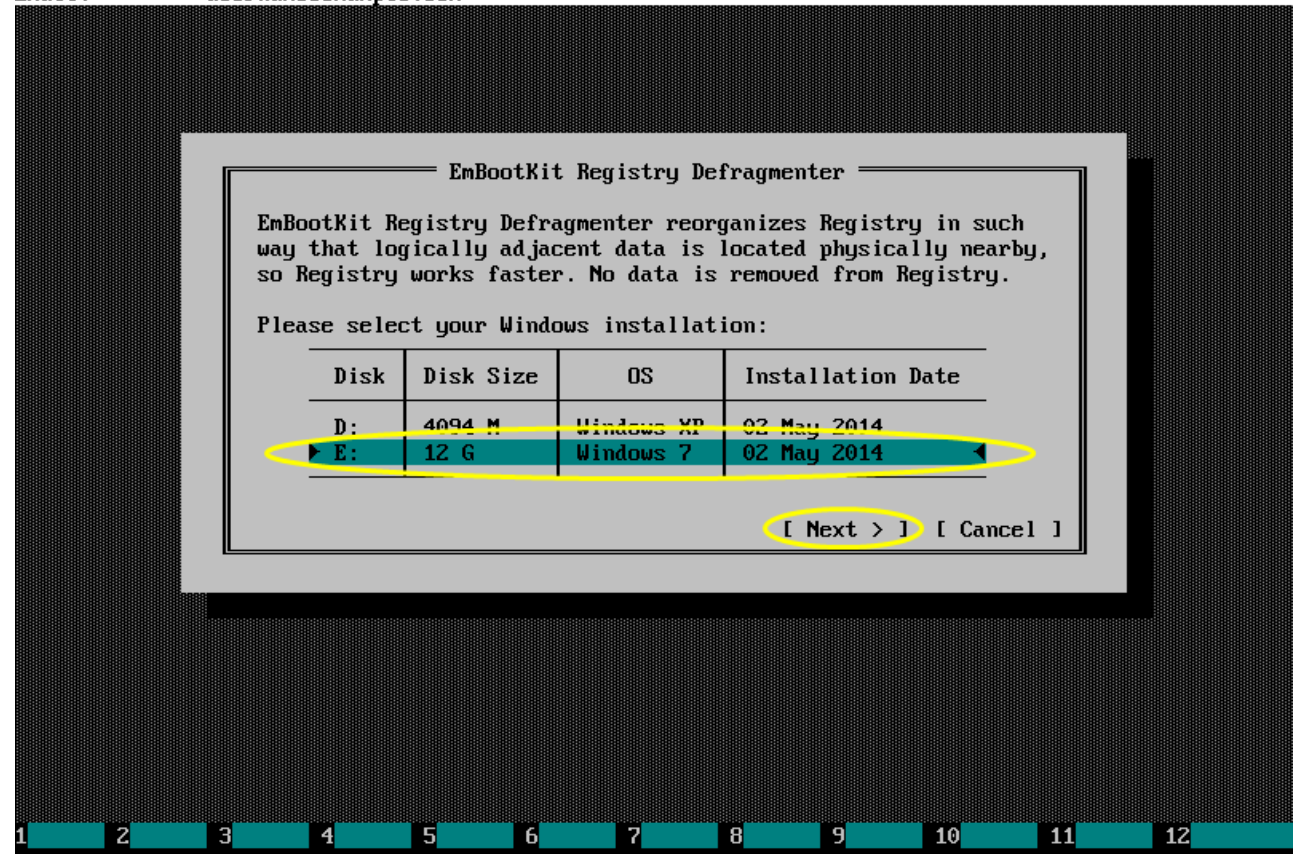 EmBootKit Registry Defragmenter
EmBootKit Registry Defragmenter reorganizes Registry in such
way that logically adjacent data is located physically nearby,
so Registry works faster. No data is removed from Registry.
Please select your Windows installation:
Disk Disk Size OS Installation Date
D: 4094 M Windows XP 02 May 2014
E: 12 G Windows 7 02 May 2014
[ Next > ] [ Cancel ]
1 2 3 4 5 6 7 8 9 10 11 12